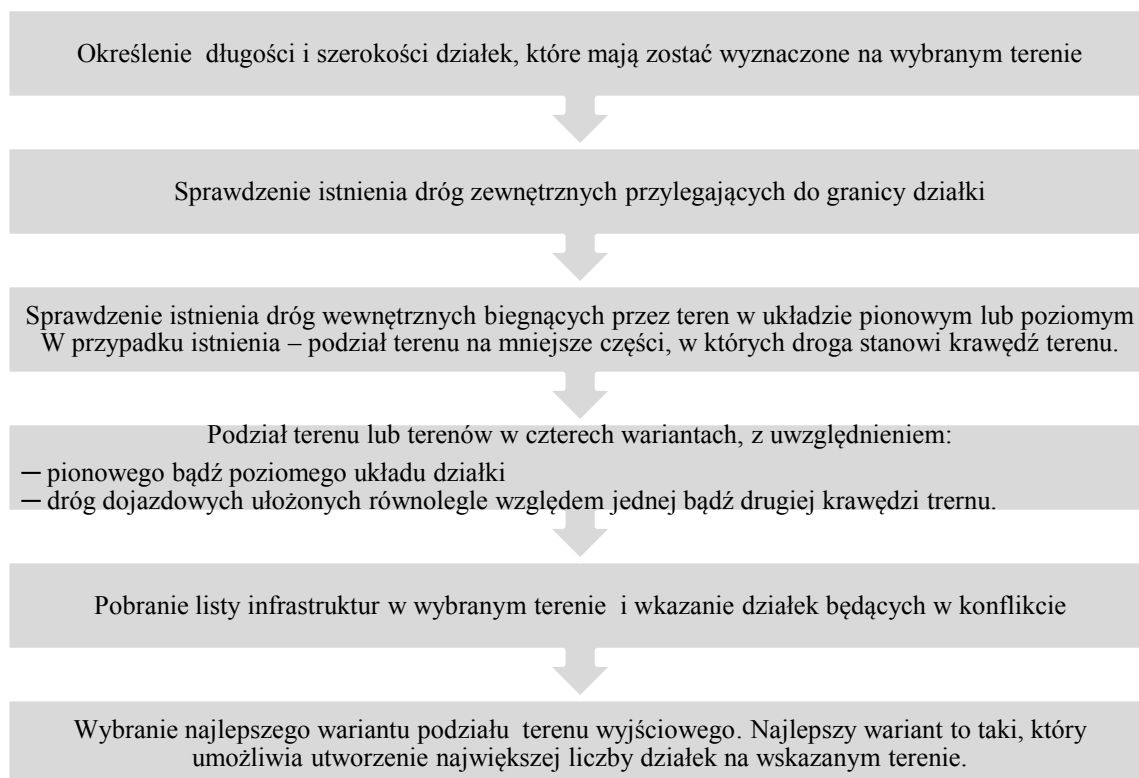 Określenie długości i szerokości działek, które mają zostać wyznaczone na wybranym terenie
Sprawdzenie istnienia dróg zewnętrznych przylegających do granicy działki
Sprawdzenie istnienia dróg wewnętrznych biegnących przez teren w układzie pionowym lub poziomym
W przypadku istnienia – podział terenu na mniejsze części, w których droga stanowi krawędź terenu.
Podział terenu lub terenów w czterech wariantach, z uwzględnieniem:
— pionowego bądź poziomego układu działki
— dróg dojazdowych ułożonych równolegle względem jednej bądź drugiej krawędzi trernu.
Pobranie listy infrastruktur w wybranym terenie i wkazanie działek będących w konflikcie
Wybranie najlepszego wariantu podziału terenu wyjściowego. Najlepszy wariant to taki, który
umożliwia utworzenie największej liczby działek na wskazanym terenie.